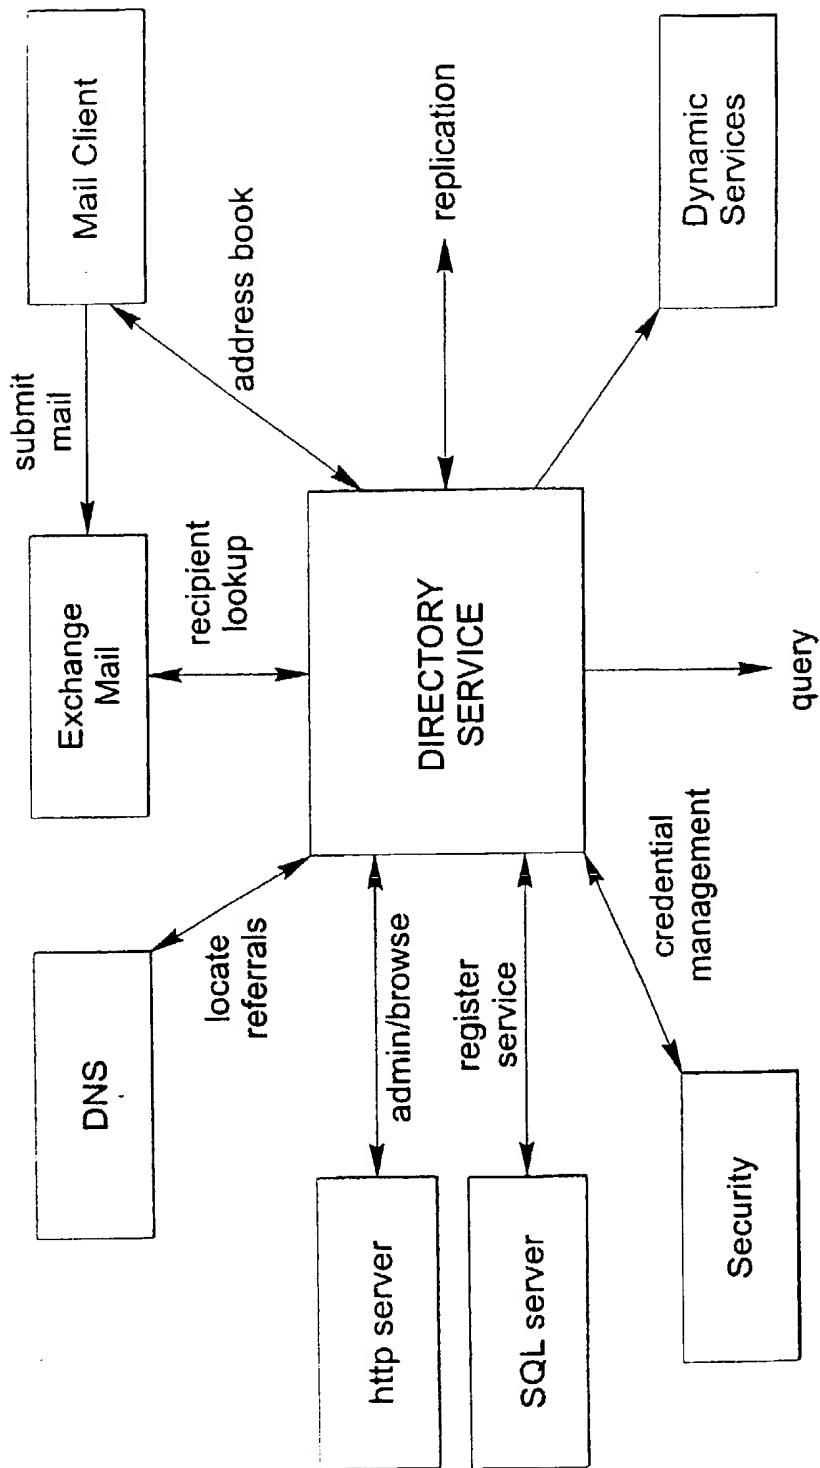 DNS
Exchange
Mail
Mail Client
submit
mail
locate
referrals
recipient
lookup
address book
http server
admin/browse
DIRECTORY
SERVICE
replication
SQL server
register
service
Security
credential
management
query
Dynamic
Services